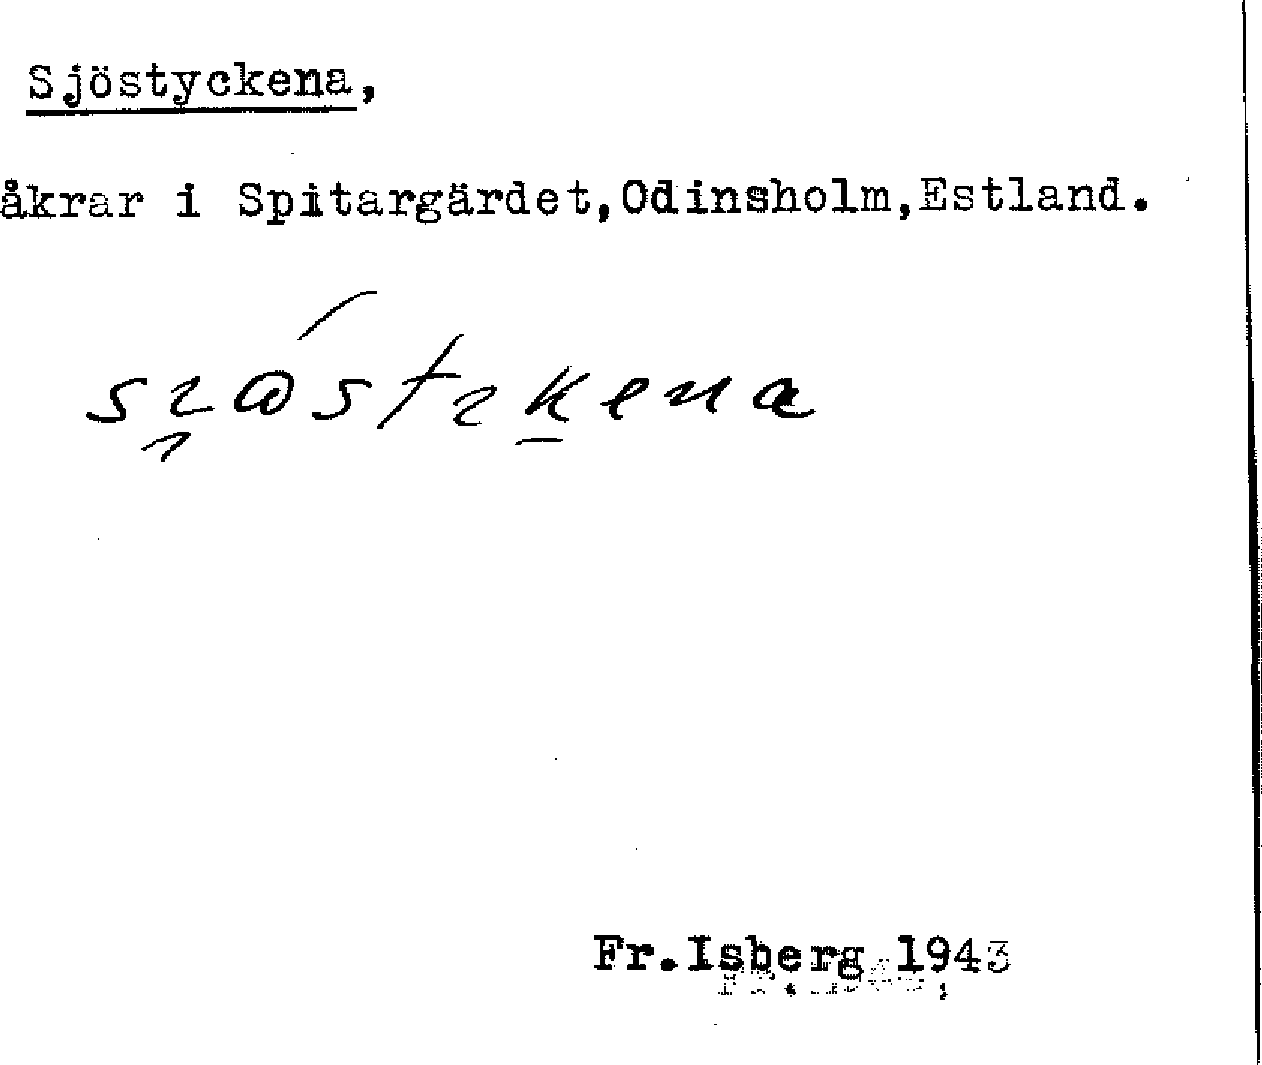 Sjöstyckena,
åkrar i Spitargärdet,Odinsholm,Estland.
Fr.Isberg 1943